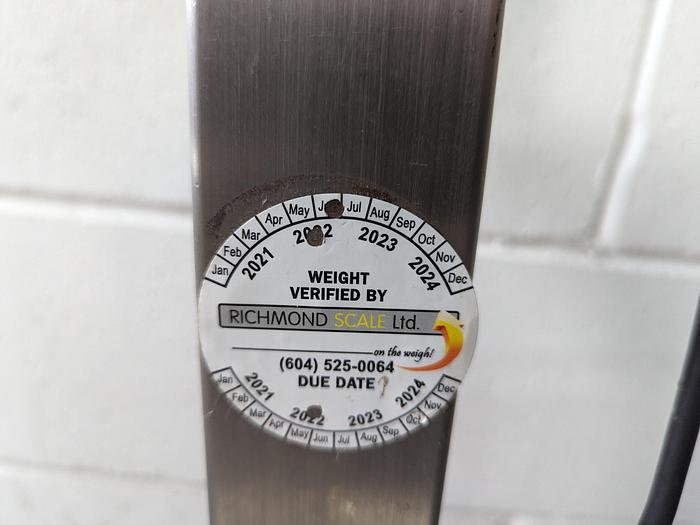 Jan Feb Mar Apr May Jul Aug Sep Oct Nov Dec
2021 2022 2023 2024
WEIGHT
VERIFIED BY
RICHMOND SCALE Ltd.
on the weigh!
(604) 525-0064
DUE DATE
2021 2022 2023 2024
Jan Feb Mar Apr May Jun Jul Aug Sep Oct Nov Dec